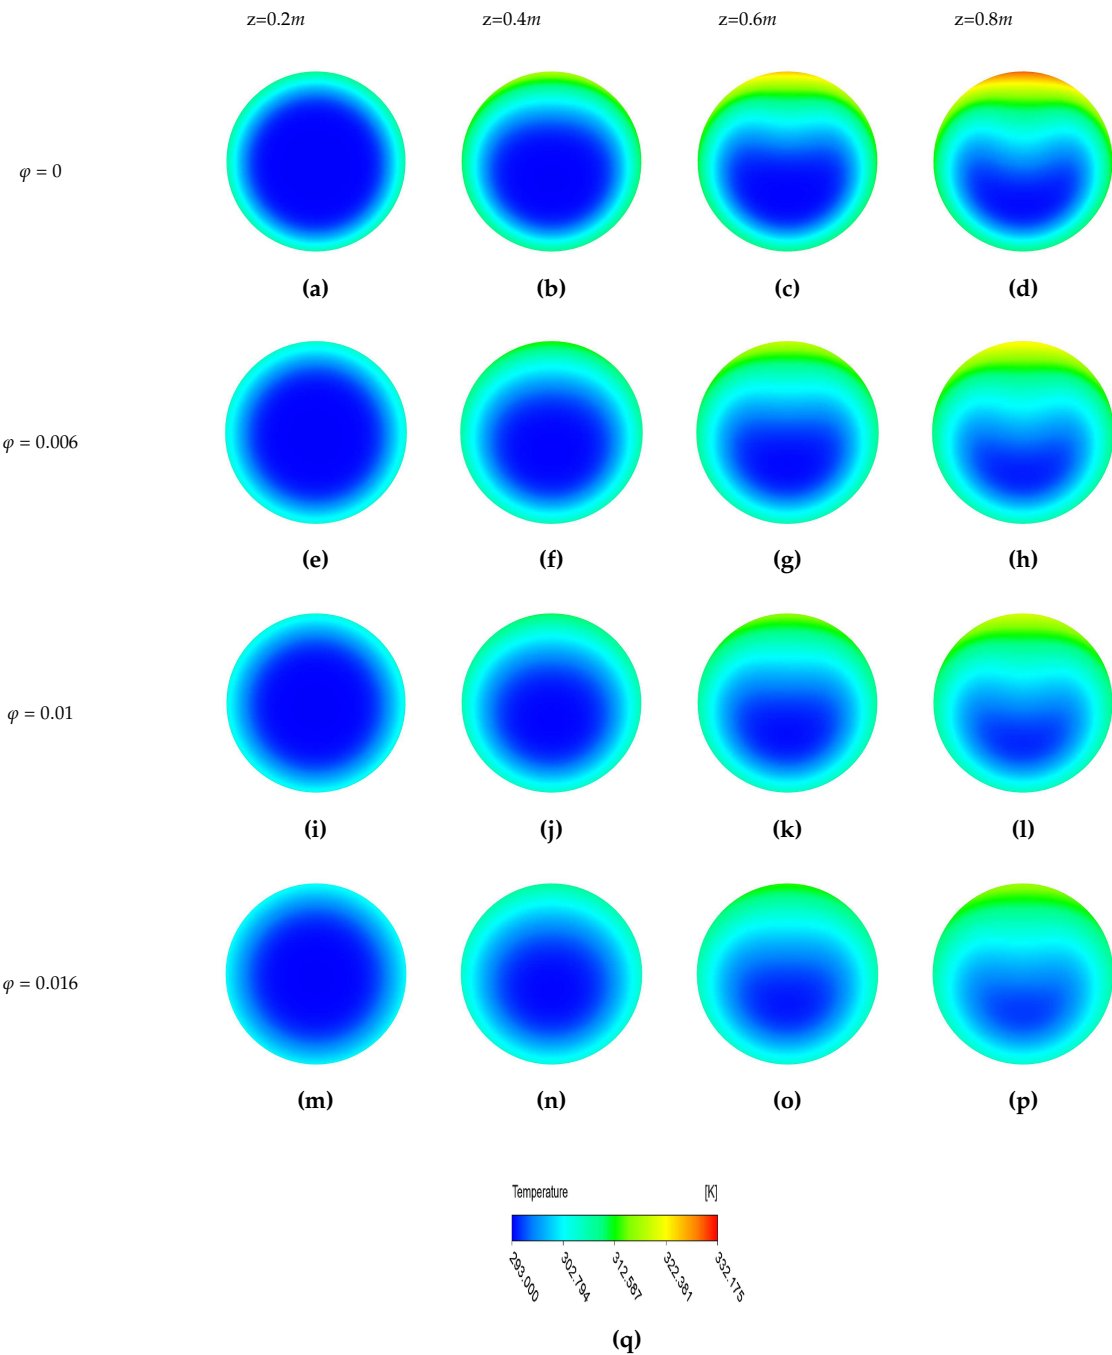 z=0.2m z=0.4m z=0.6m z=0.8m
φ = 0
(a) (b) (c) (d)
φ = 0.006
(e) (f) (g) (h)
φ = 0.01
(i) (j) (k) (l)
φ = 0.016
(m) (n) (o) (p)
Temperature [K]
293.000 302.794 312.587 322.381 332.175
(q)